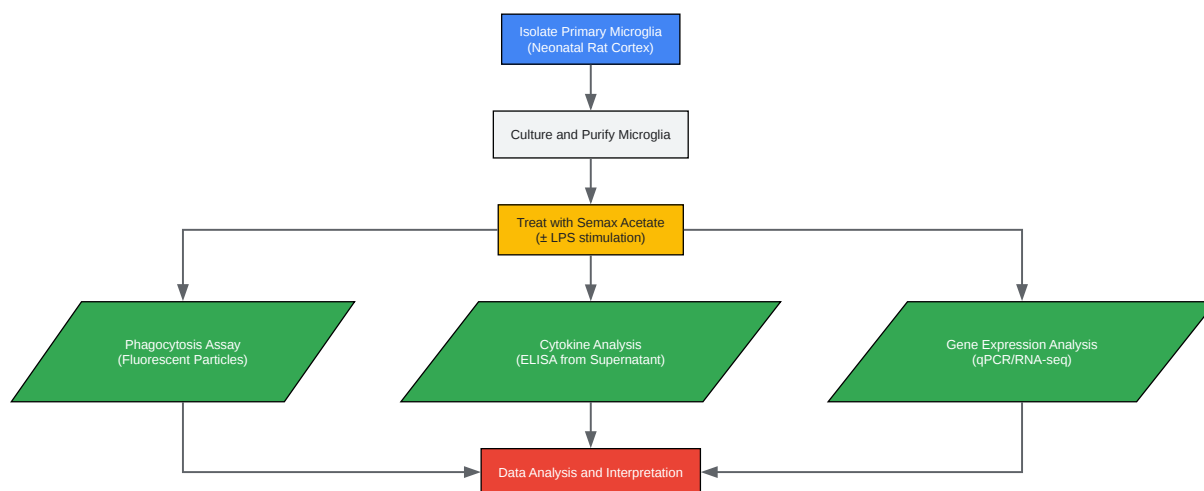 Isolate Primary Microglia
(Neonatal Rat Cortex)
Culture and Purify Microglia
Treat with Semax Acetate
(± LPS stimulation)
Phagocytosis Assay
(Fluorescent Particles)
Cytokine Analysis
(ELISA from Supernatant)
Gene Expression Analysis
(qPCR/RNA-seq)
Data Analysis and Interpretation